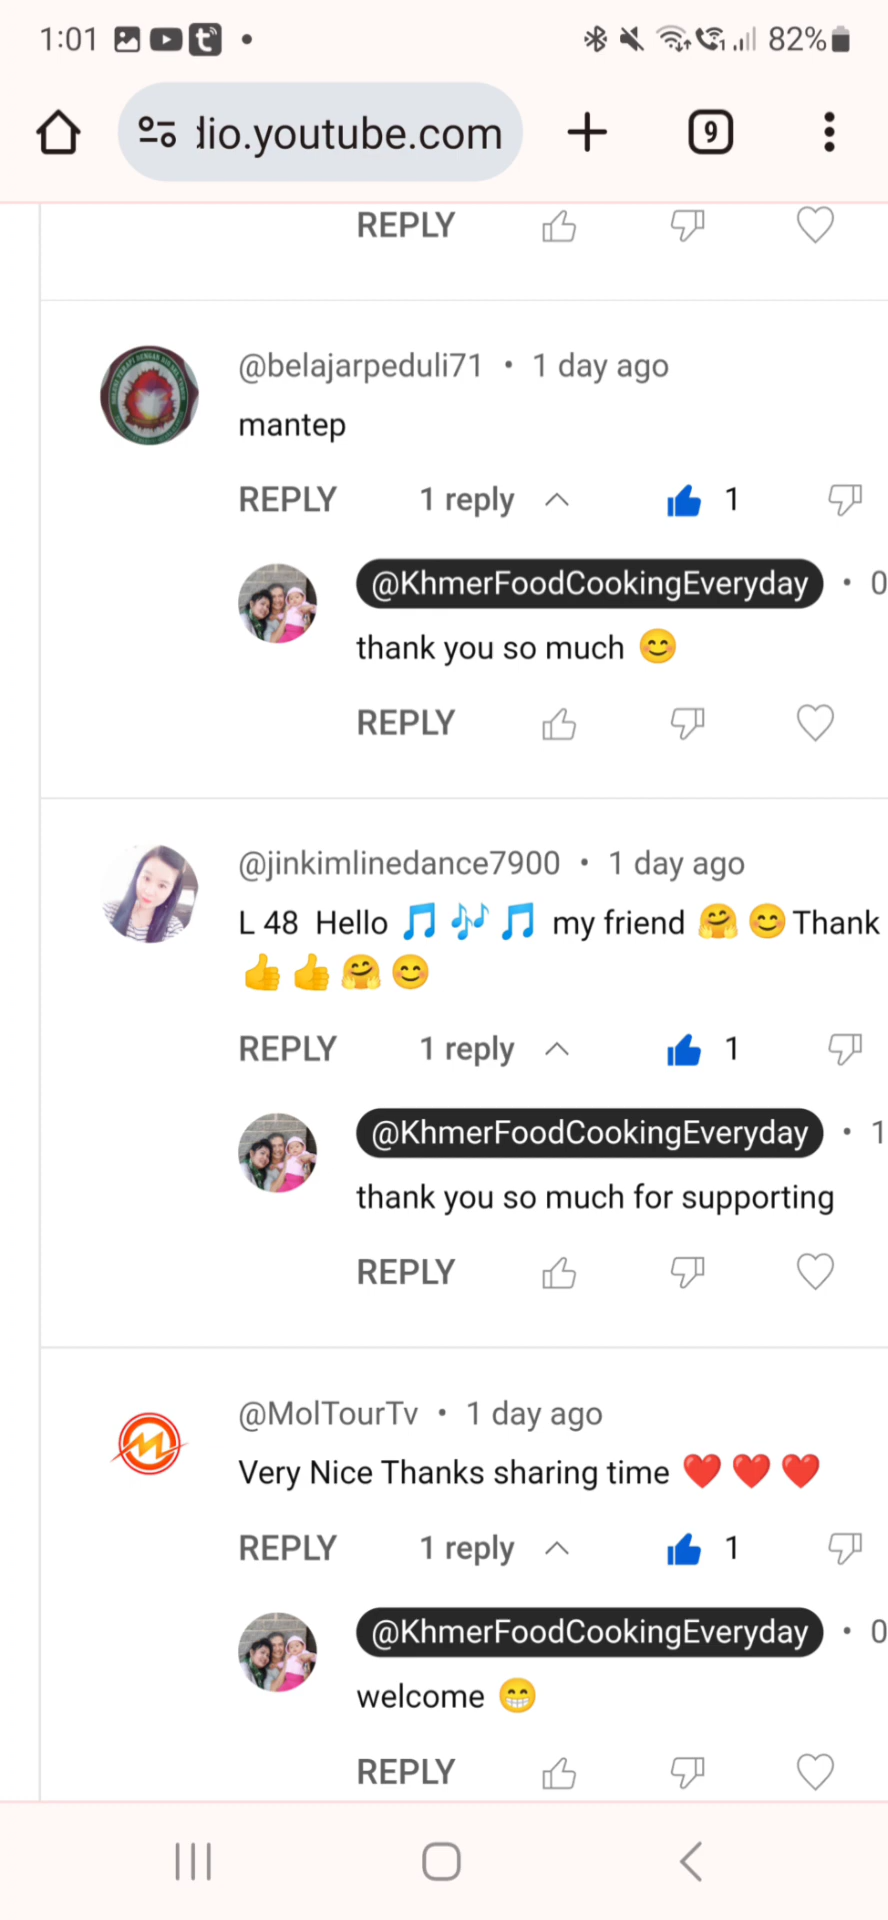 1:01
82%
dio.youtube.com
9
REPLY
@belajarpeduli71 • 1 day ago
mantep
REPLY 1 reply 1
@KhmerFoodCookingEveryday • 0
thank you so much 😊
REPLY
@jinkimlinedance7900 • 1 day ago
L 48 Hello 🎵 🎶 🎵 my friend 🤗 😊 Thank
👍 👍 🤗 😊
REPLY 1 reply 1
@KhmerFoodCookingEveryday • 1
thank you so much for supporting
REPLY
@MolTourTv • 1 day ago
Very Nice Thanks sharing time ❤️ ❤️ ❤️
REPLY 1 reply 1
@KhmerFoodCookingEveryday • 0
welcome 😁
REPLY